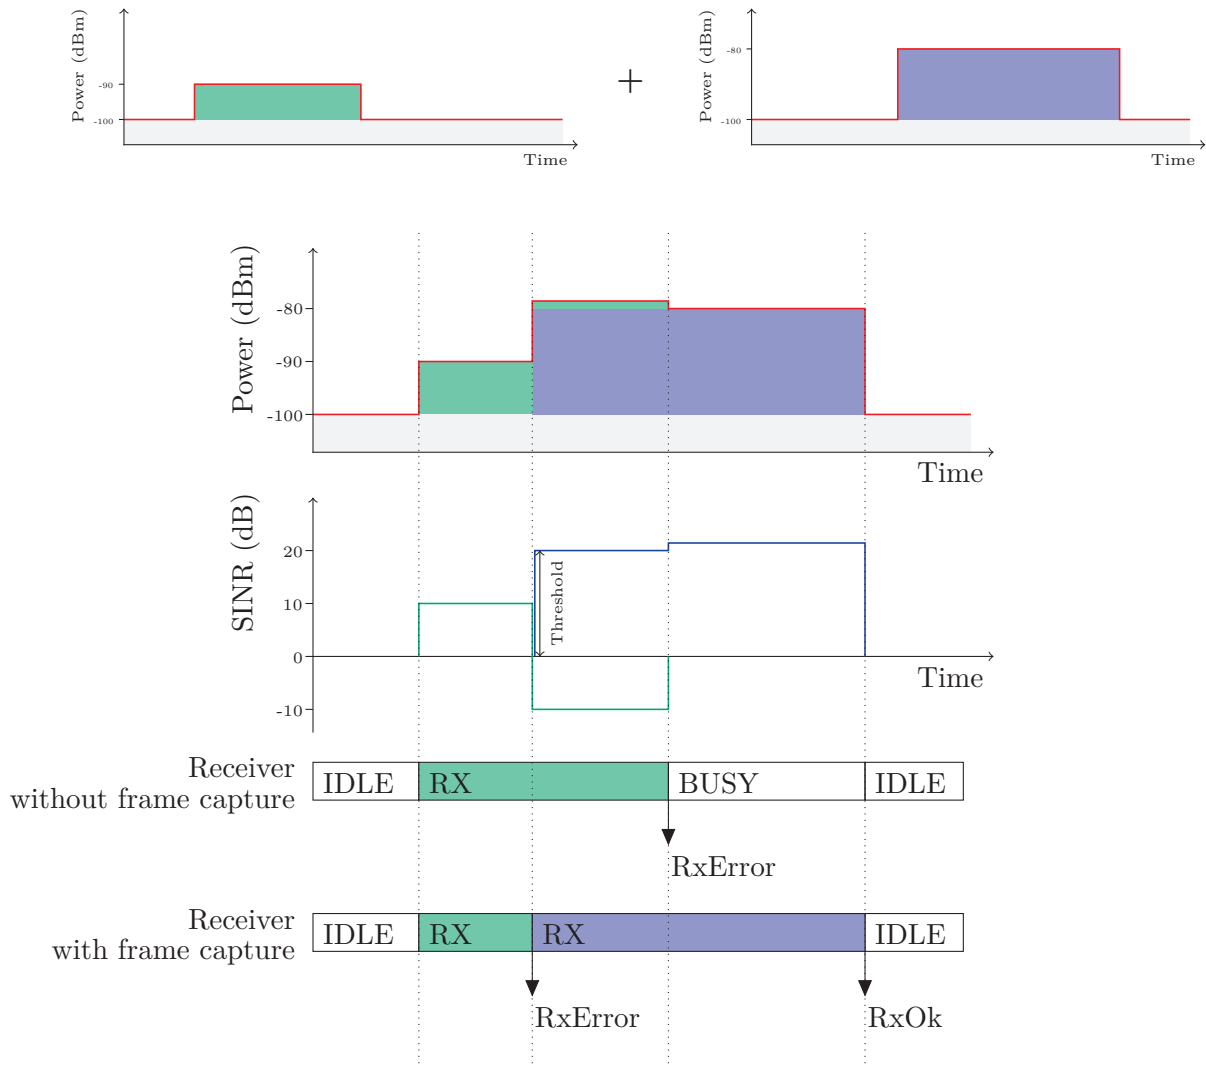 Power (dBm)
-90
-100
Time
+
Power (dBm)
-80
-100
Time
Power (dBm)
-80
-90
-100
Time
SINR (dB)
20
10
0
-10
Threshold
Time
Receiver
without frame capture
IDLE RX BUSY IDLE
RxError
Receiver
with frame capture
IDLE RX RX IDLE
RxError RxOk